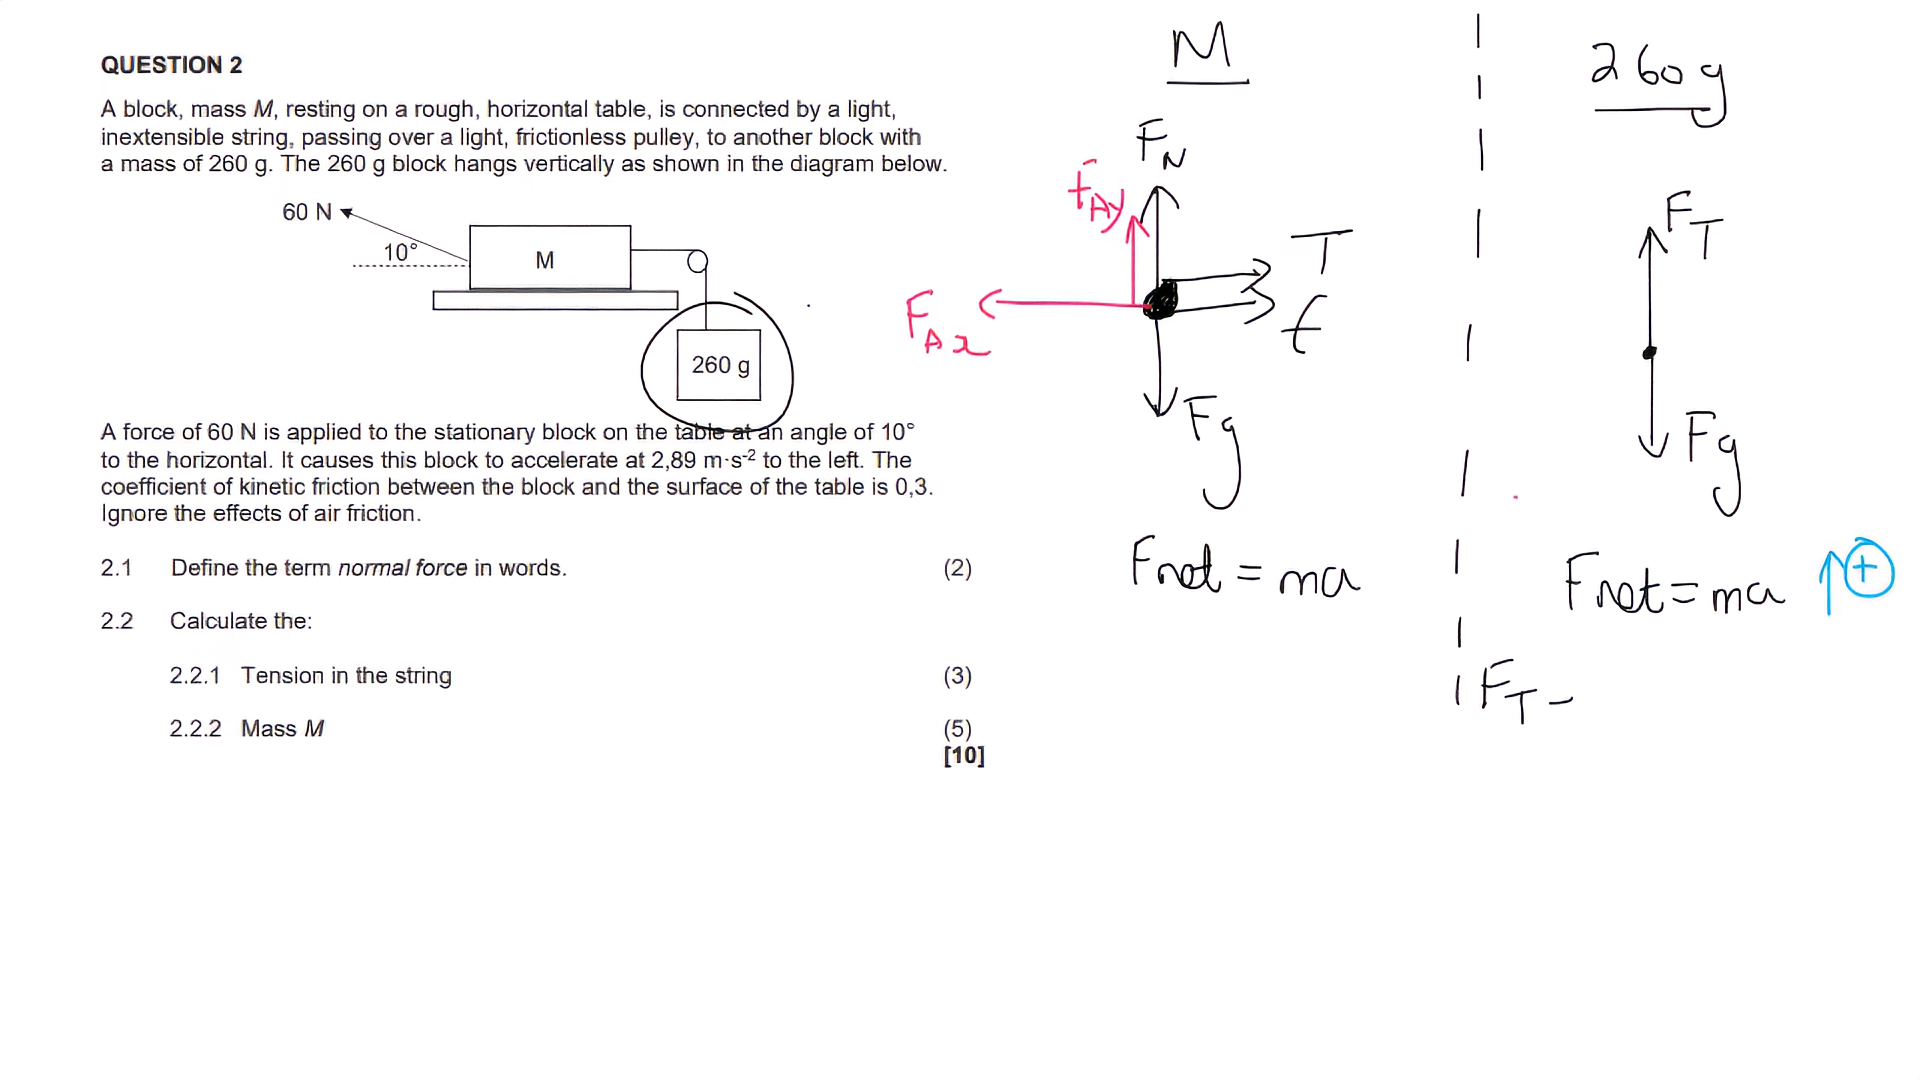 QUESTION 2
A block, mass M, resting on a rough, horizontal table, is connected by a light,
inextensible string, passing over a light, frictionless pulley, to another block with
a mass of 260 g. The 260 g block hangs vertically as shown in the diagram below.
60 N
10°
M
260 g
A force of 60 N is applied to the stationary block on the table at an angle of 10°
to the horizontal. It causes this block to accelerate at 2,89 m·s⁻² to the left. The
coefficient of kinetic friction between the block and the surface of the table is 0,3.
Ignore the effects of air friction.
2.1 Define the term normal force in words. (2)
2.2 Calculate the:
2.2.1 Tension in the string (3)
2.2.2 Mass M (5)
[10]
M
F_N
F_Ay
T
F_Ax
f
Fg
Fnet = ma
260g
F_T
Fg
Fnet = ma +
F_T -